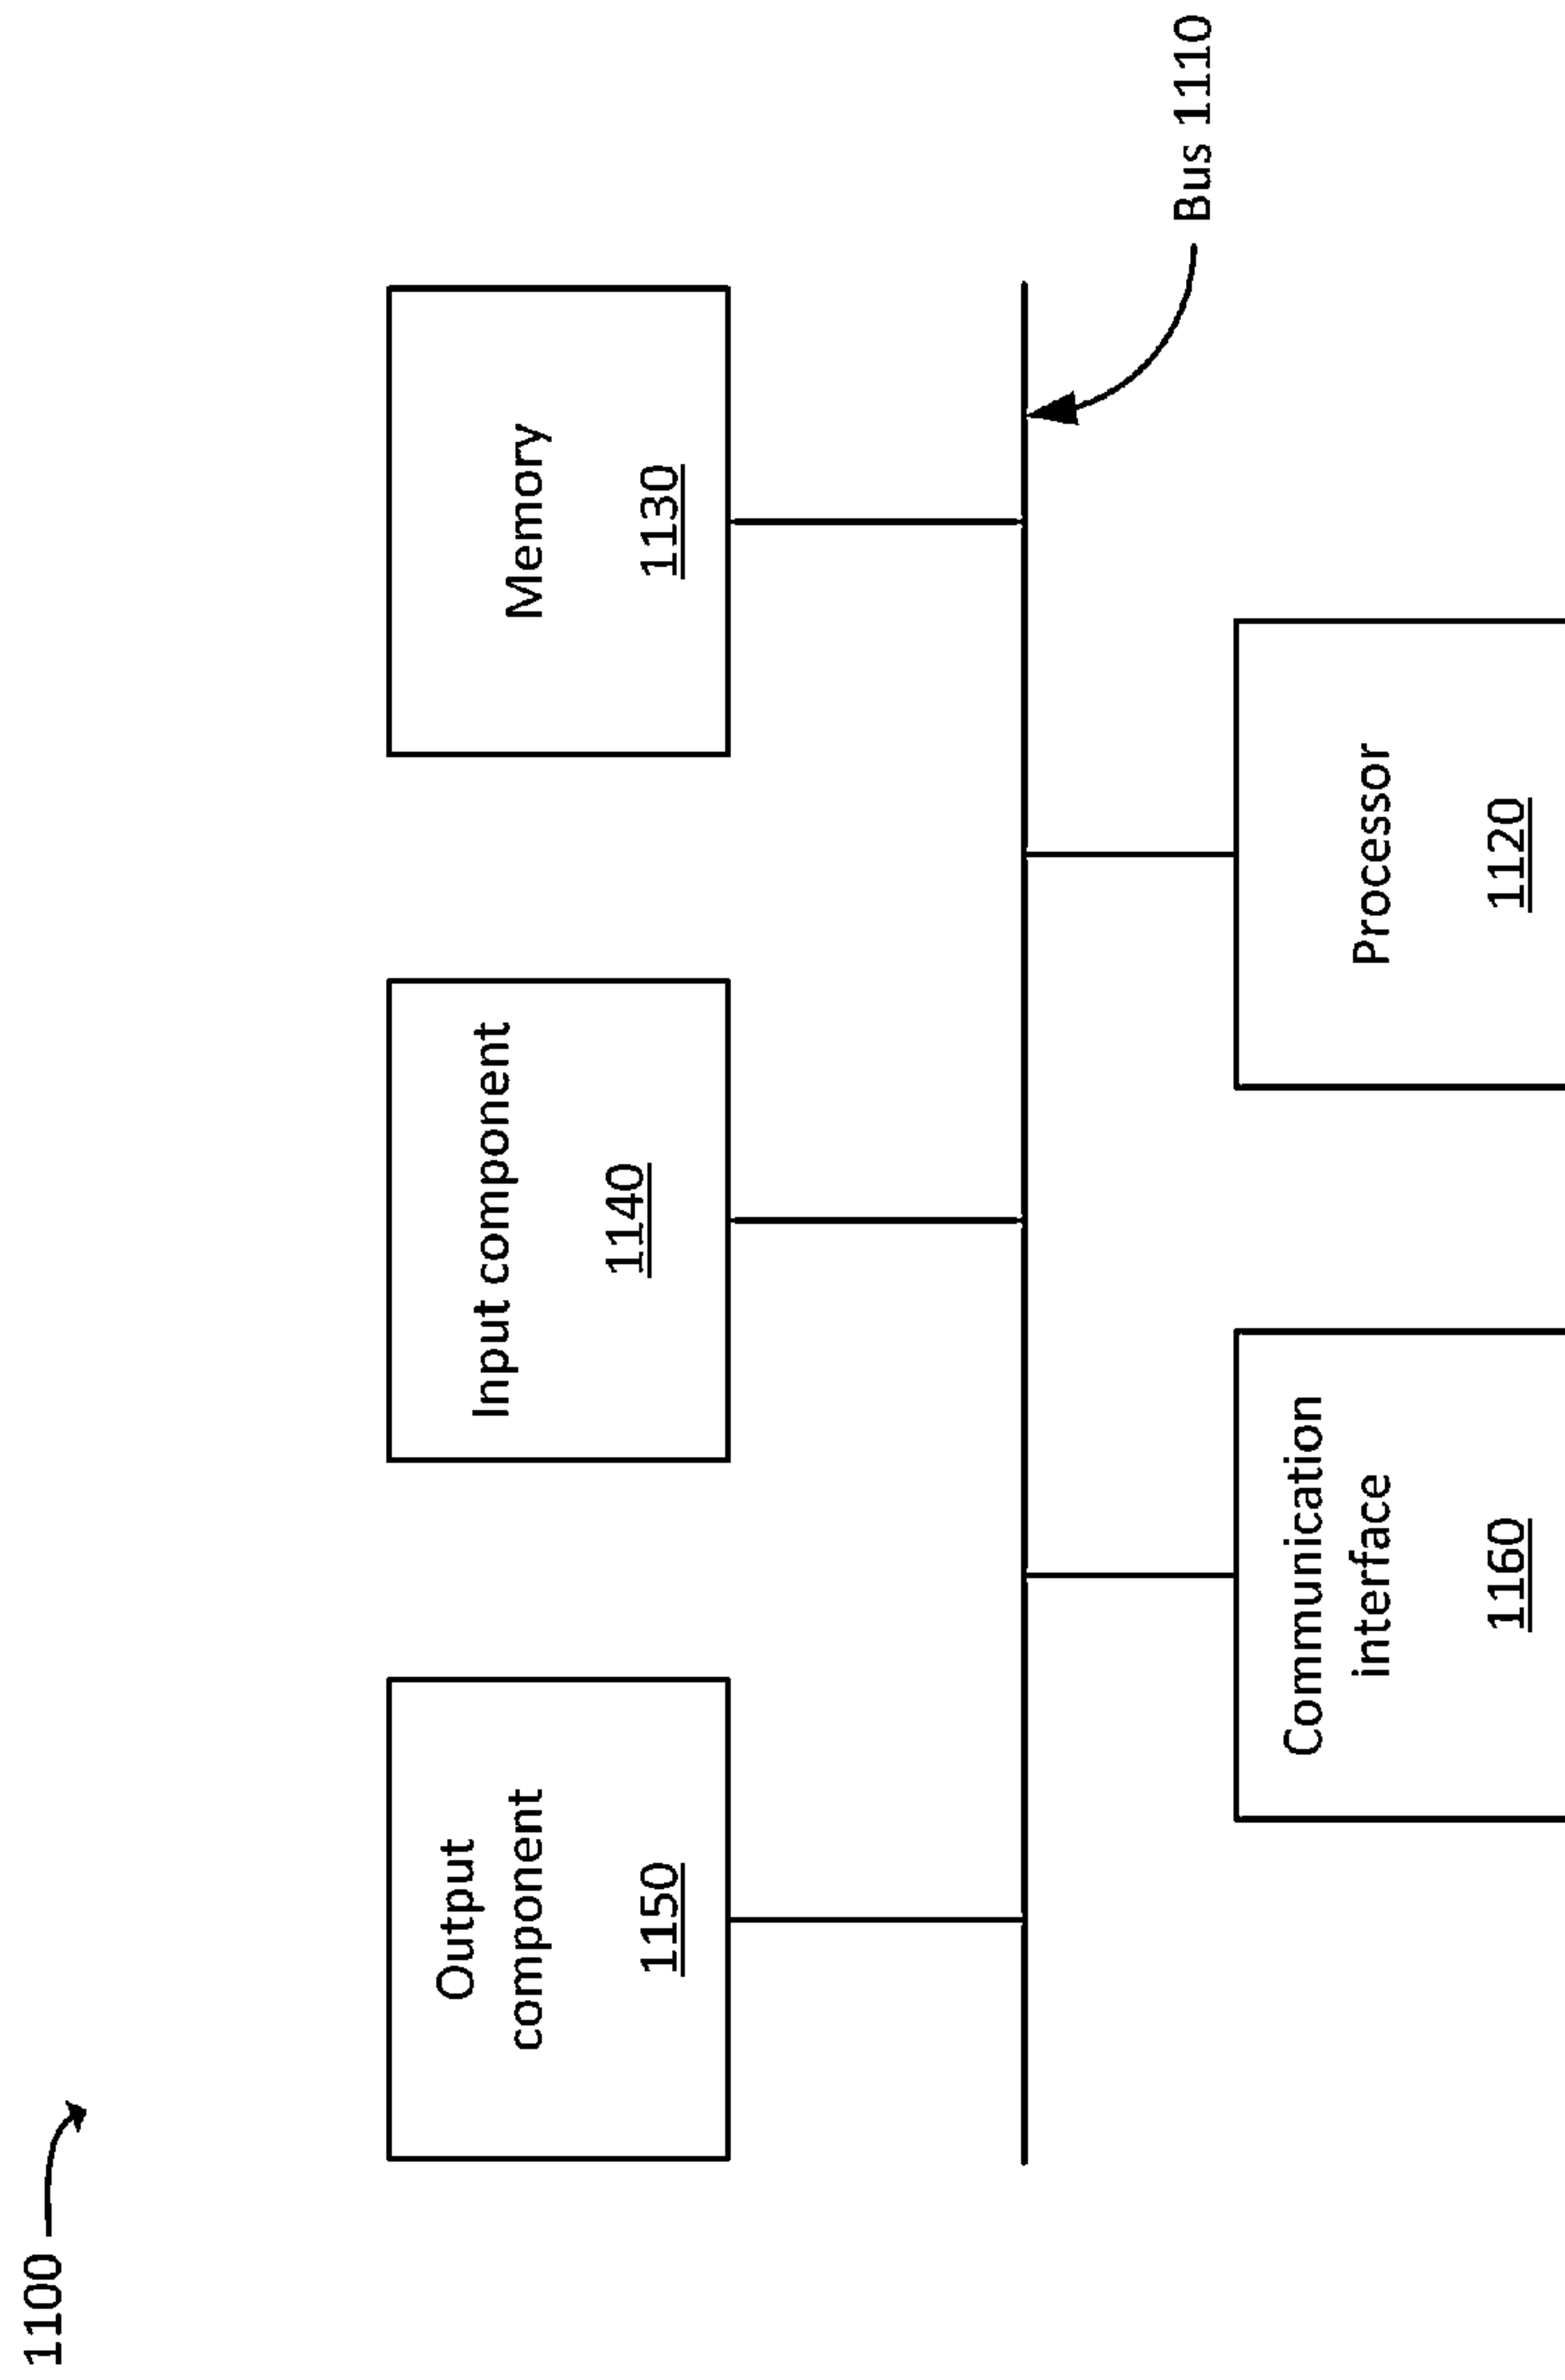 1100
Output
component
1150
Input component
1140
Memory
1130
Bus 1110
Communication
interface
1160
Processor
1120